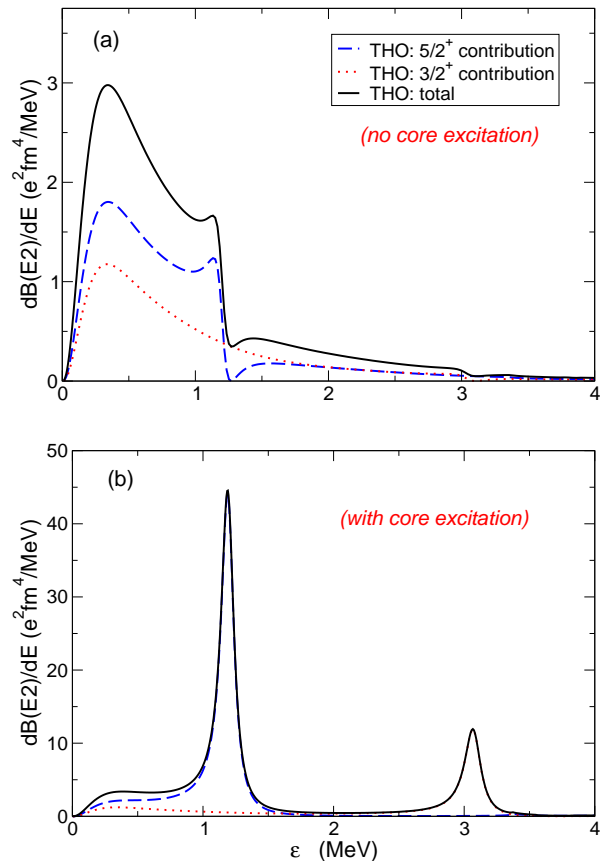 (a)
THO: 5/2⁺ contribution
THO: 3/2⁺ contribution
THO: total
(no core excitation)
dB(E2)/dE (e²fm⁴/MeV)
3
2
1
0
0 1 2 3 4
(b)
(with core excitation)
dB(E2)/dE (e²fm⁴/MeV)
50
40
30
20
10
0
0 1 2 3 4
ε (MeV)